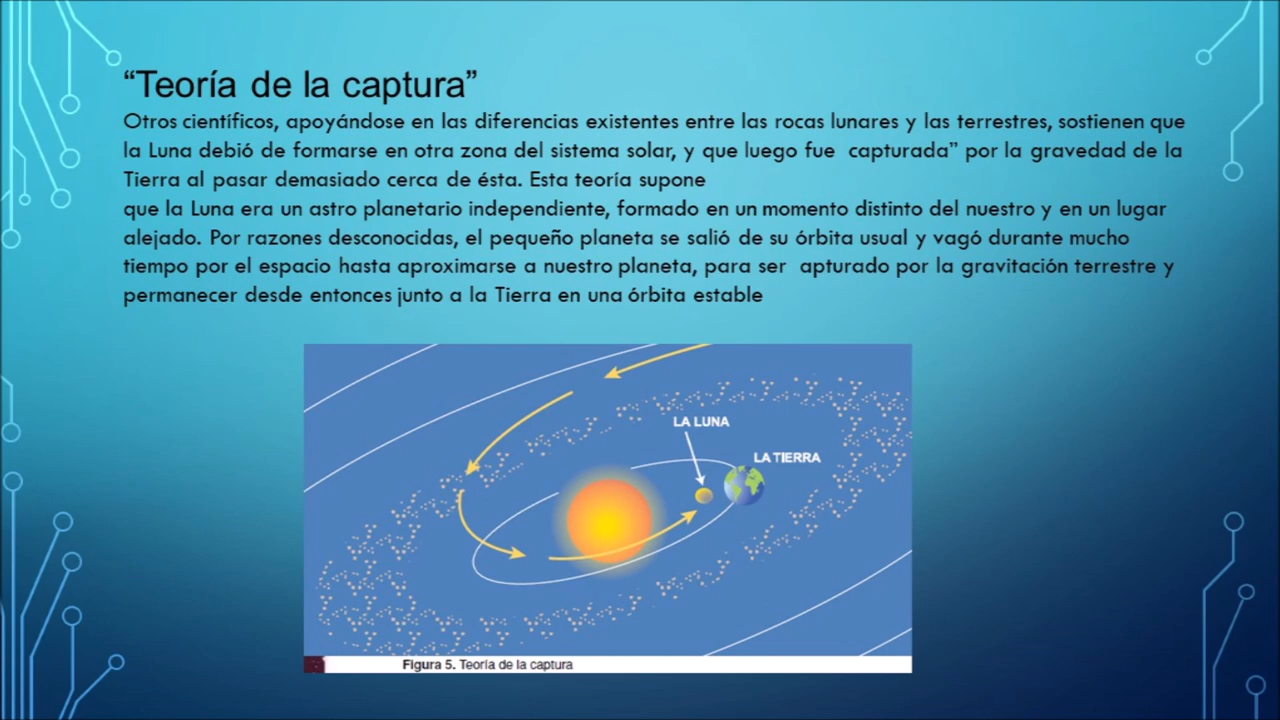 “Teoría de la captura”
Otros científicos, apoyándose en las diferencias existentes entre las rocas lunares y las terrestres, sostienen que
la Luna debió de formarse en otra zona del sistema solar, y que luego fue capturada” por la gravedad de la
Tierra al pasar demasiado cerca de ésta. Esta teoría supone
que la Luna era un astro planetario independiente, formado en un momento distinto del nuestro y en un lugar
alejado. Por razones desconocidas, el pequeño planeta se salió de su órbita usual y vagó durante mucho
tiempo por el espacio hasta aproximarse a nuestro planeta, para ser apturado por la gravitación terrestre y
permanecer desde entonces junto a la Tierra en una órbita estable
LA LUNA
LA TIERRA
Figura 5. Teoría de la captura